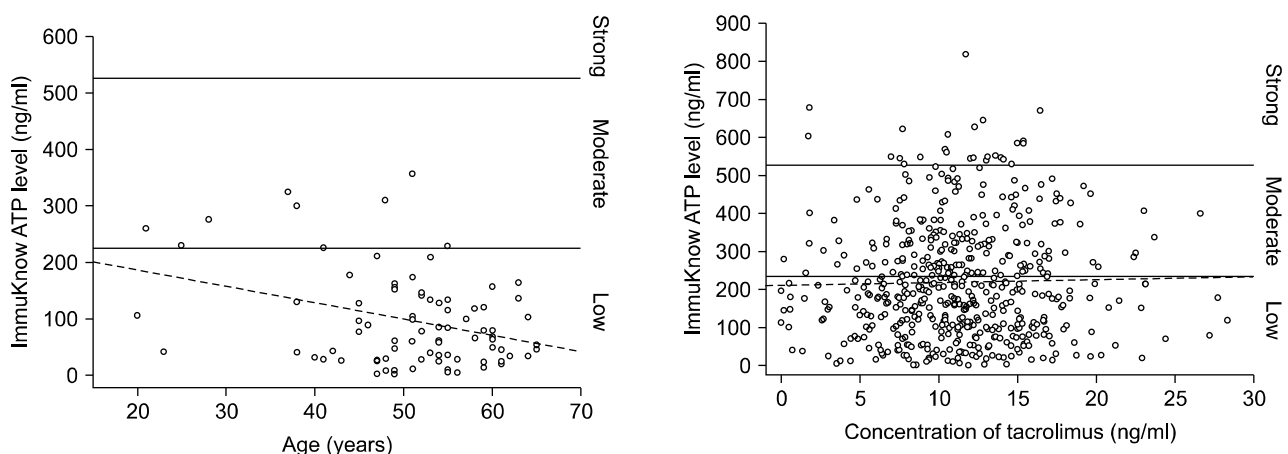 ImmuKnow ATP level (ng/ml)
600
500
400
300
200
100
0
20 30 40 50 60 70
Age (years)
Strong
Moderate
Low
ImmuKnow ATP level (ng/ml)
900
800
700
600
500
400
300
200
100
0
0 5 10 15 20 25 30
Concentration of tacrolimus (ng/ml)
Strong
Moderate
Low